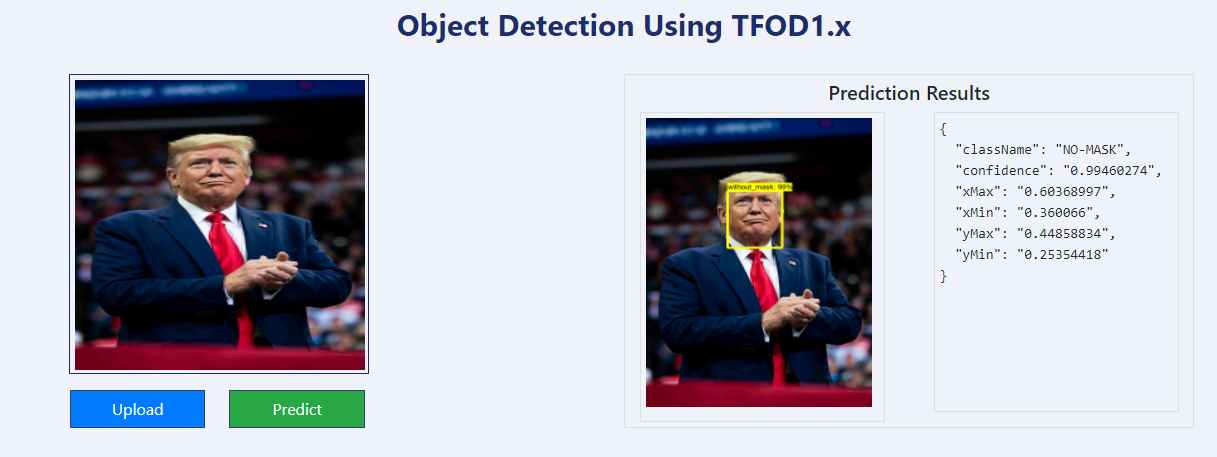 Object Detection Using TFOD1.x
Upload
Predict
Prediction Results
without_mask: 99%
{
"className": "NO-MASK",
"confidence": "0.99460274",
"xMax": "0.60368997",
"xMin": "0.360066",
"yMax": "0.44858834",
"yMin": "0.25354418"
}